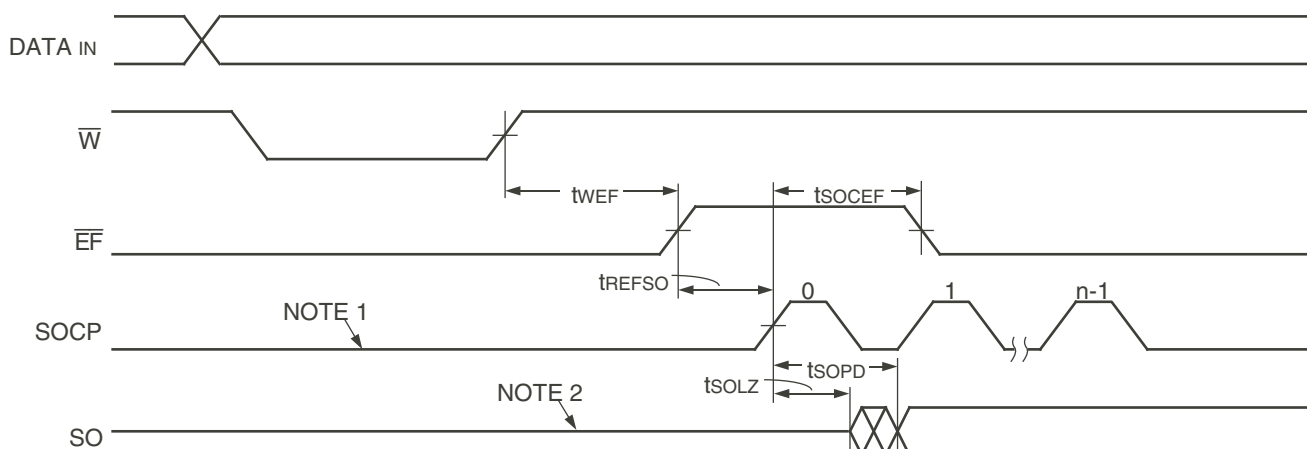 DATA IN
W
tWEF
tSOCEF
EF
tREFSO
0
1
n-1
NOTE 1
SOCP
tSOPD
tSOLZ
NOTE 2
SO